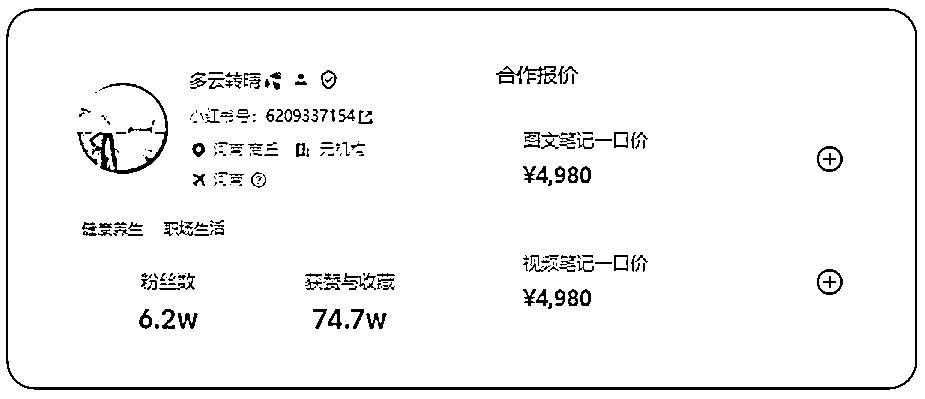 多云转晴
小红书号：6209337154
河南 商丘 无机构
河南
健康养生 职场生活
粉丝数 获赞与收藏
6.2w 74.7w
合作报价
图文笔记一口价
¥4,980
视频笔记一口价
¥4,980